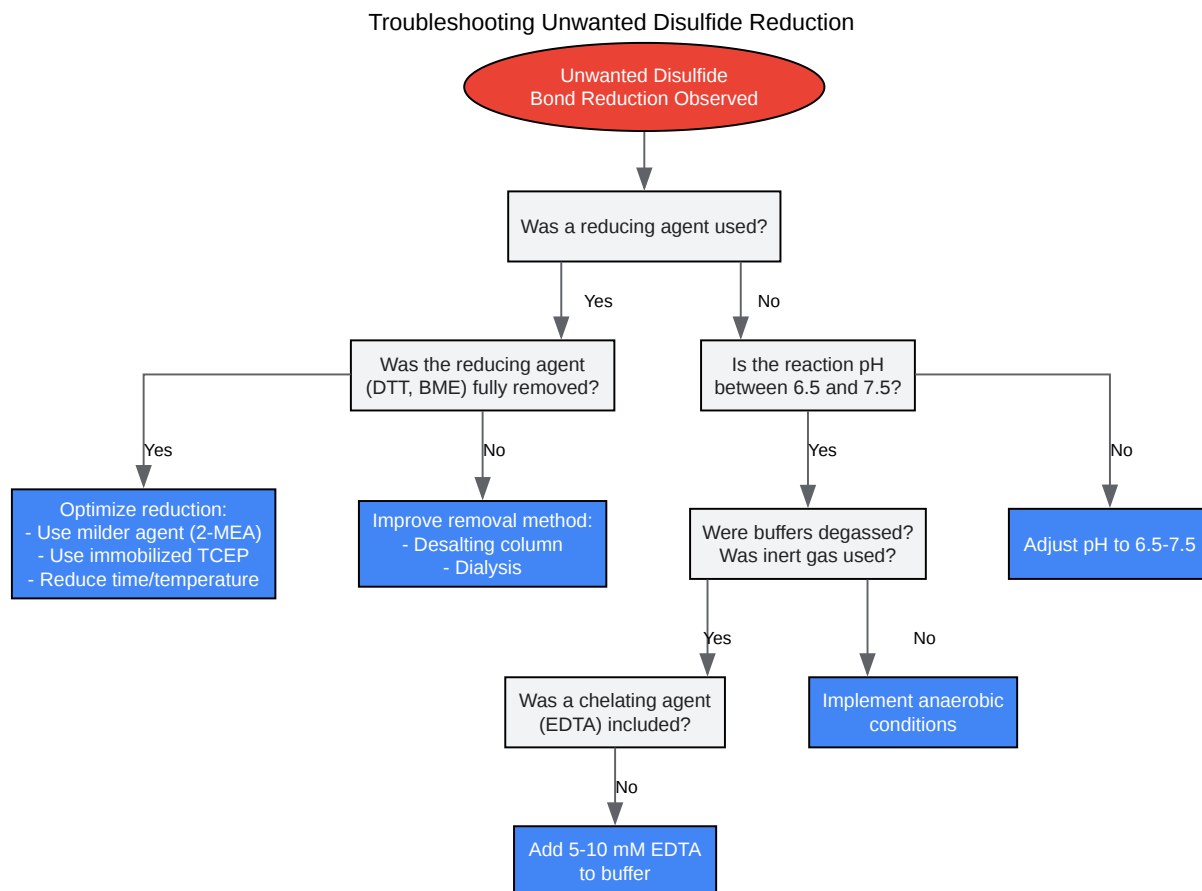 Troubleshooting Unwanted Disulfide Reduction
Unwanted Disulfide
Bond Reduction Observed
Was a reducing agent used?
Yes
No
Was the reducing agent
(DTT, BME) fully removed?
Is the reaction pH
between 6.5 and 7.5?
Yes
No
Yes
No
Optimize reduction:
- Use milder agent (2-MEA)
- Use immobilized TCEP
- Reduce time/temperature
Improve removal method:
- Desalting column
- Dialysis
Were buffers degassed?
Was inert gas used?
Adjust pH to 6.5-7.5
Yes
No
Was a chelating agent
(EDTA) included?
Implement anaerobic
conditions
No
Add 5-10 mM EDTA
to buffer